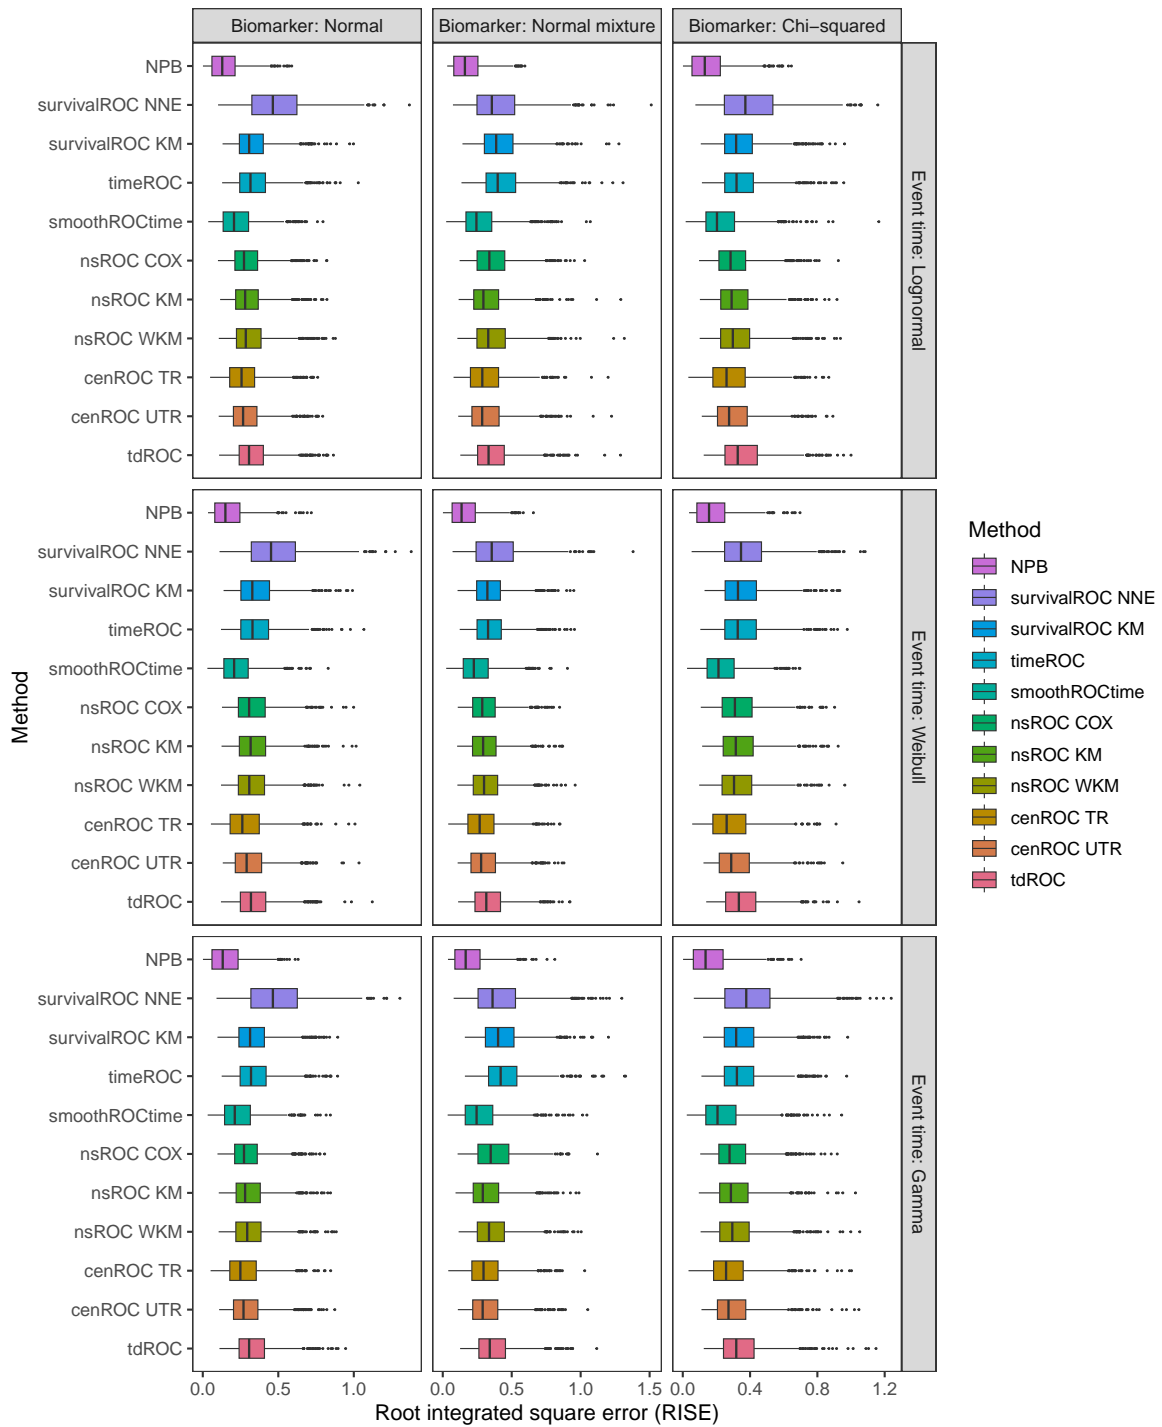 Biomarker: Normal
Biomarker: Normal mixture
Biomarker: Chi−squared
NPB
survivalROC NNE
survivalROC KM
timeROC
smoothROCtime
nsROC COX
nsROC KM
nsROC WKM
cenROC TR
cenROC UTR
tdROC
Event time: Lognormal
NPB
survivalROC NNE
survivalROC KM
timeROC
smoothROCtime
nsROC COX
nsROC KM
nsROC WKM
cenROC TR
cenROC UTR
tdROC
Event time: Weibull
NPB
survivalROC NNE
survivalROC KM
timeROC
smoothROCtime
nsROC COX
nsROC KM
nsROC WKM
cenROC TR
cenROC UTR
tdROC
Event time: Gamma
0.0 0.5 1.0
0.0 0.5 1.0 1.5
0.0 0.4 0.8 1.2
Root integrated square error (RISE)
Method
Method
NPB
survivalROC NNE
survivalROC KM
timeROC
smoothROCtime
nsROC COX
nsROC KM
nsROC WKM
cenROC TR
cenROC UTR
tdROC